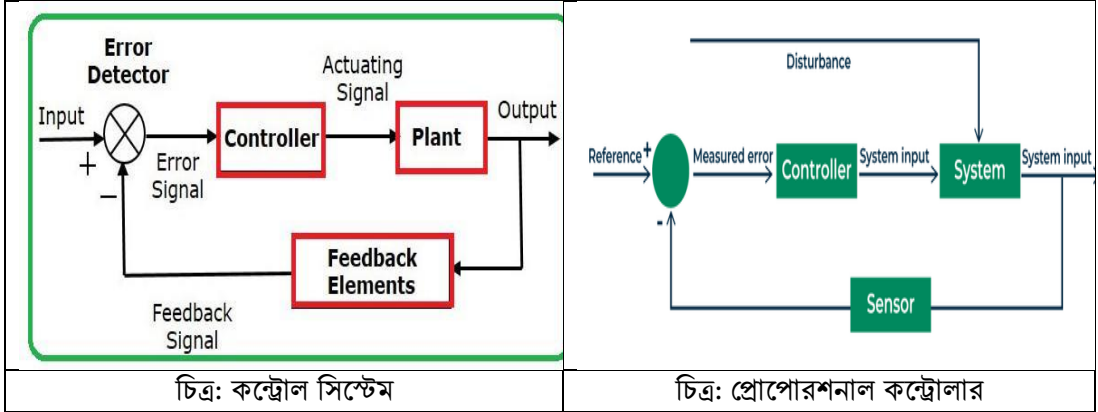 Error
Detector
Input
+
−
Error
Signal
Controller
Actuating
Signal
Plant
Output
Feedback
Elements
Feedback
Signal
চিত্র: কন্ট্রোল সিস্টেম
Disturbance
Reference
+
-
Measured error
Controller
System input
System
System input
Sensor
চিত্র: প্রোপোরশনাল কন্ট্রোলার